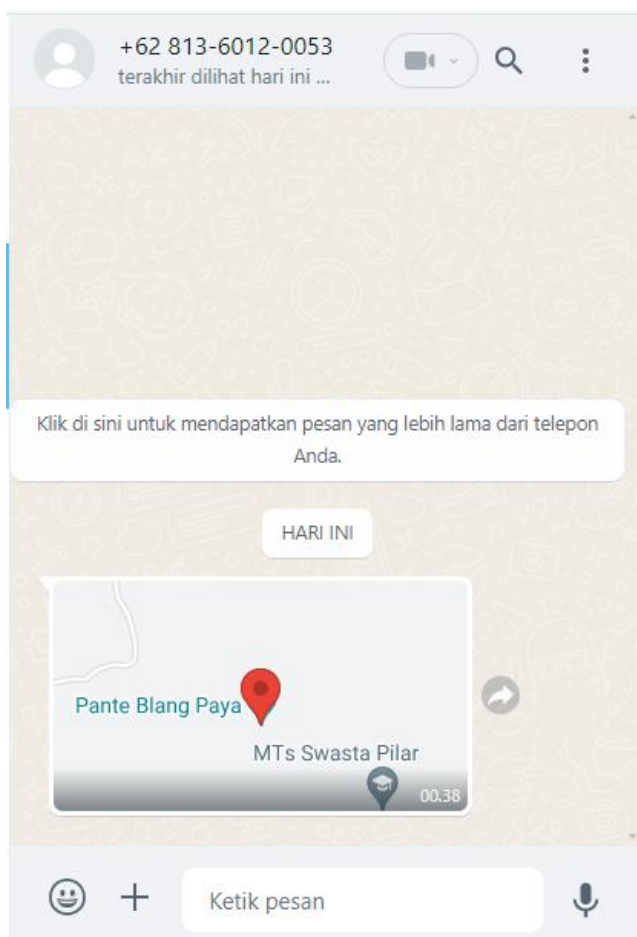 +62 813-6012-0053
terakhir dilihat hari ini ...
Klik di sini untuk mendapatkan pesan yang lebih lama dari telepon
Anda.
HARI INI
Pante Blang Paya
MTs Swasta Pilar
00.38
Ketik pesan